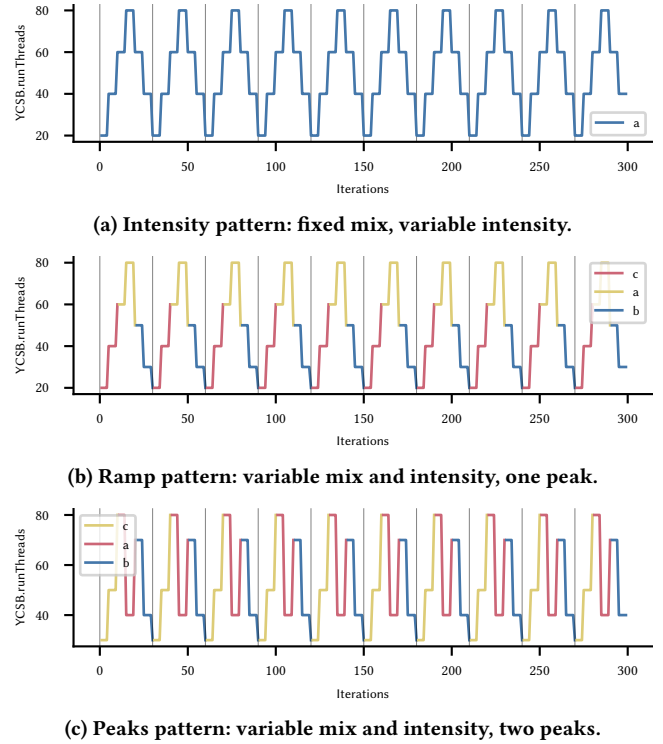 80
60
40
20
YCSB.runThreads
a
0 50 100 150 200 250 300
Iterations
(a) Intensity pattern: fixed mix, variable intensity.
80
60
40
20
YCSB.runThreads
c
a
b
0 50 100 150 200 250 300
Iterations
(b) Ramp pattern: variable mix and intensity, one peak.
80
60
40
YCSB.runThreads
c
a
b
0 50 100 150 200 250 300
Iterations
(c) Peaks pattern: variable mix and intensity, two peaks.